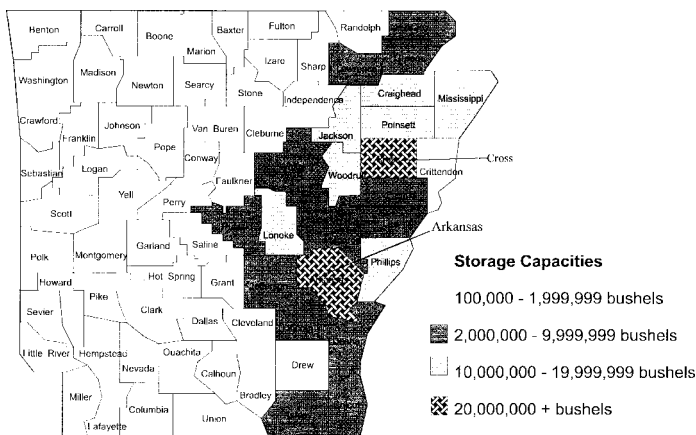 Henton
Carroll
Boone
Baxter
Fulton
Randolph
Marion
Izaro
Sharp
Washington
Madison
Newton
Searcy
Stone
Independence
Craighead
Mississippi
Crawford
Franklin
Johnson
Van Buren
Cleburne
Jackson
Poinsett
Pope
Conway
Woodru
Cross
Crittendon
Sebastian
Logan
Faulkner
Yell
Perry
Scott
Lonoke
Arkansas
Garland
Saline
Polk
Montgomery
Phillips
Storage Capacities
Hot Spring
Grant
Howard
Pike
100,000 - 1,999,999 bushels
Sevier
Clark
Dallas
Cleveland
2,000,000 - 9,999,999 bushels
Little River
Hempstead
Ouachita
Drew
Nevada
Calhoun
10,000,000 - 19,999,999 bushels
Miller
Bradley
Columbia
20,000,000 + bushels
Lafayette
Union